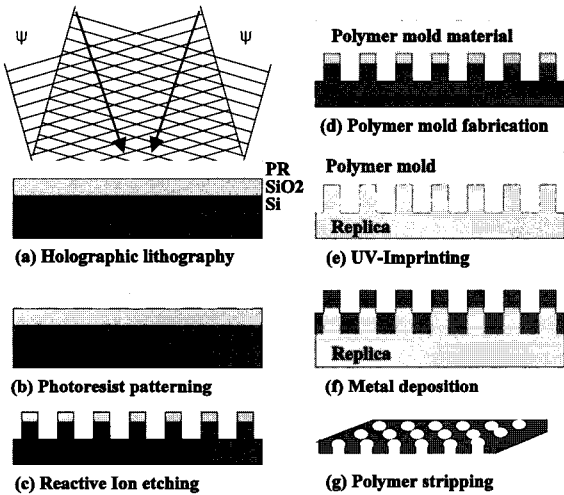 Ψ Ψ
PR
SiO2
Si
(a) Holographic lithography
(b) Photoresist patterning
(c) Reactive Ion etching
Polymer mold material
(d) Polymer mold fabrication
Polymer mold
Replica
(e) UV-Imprinting
Replica
(f) Metal deposition
(g) Polymer stripping